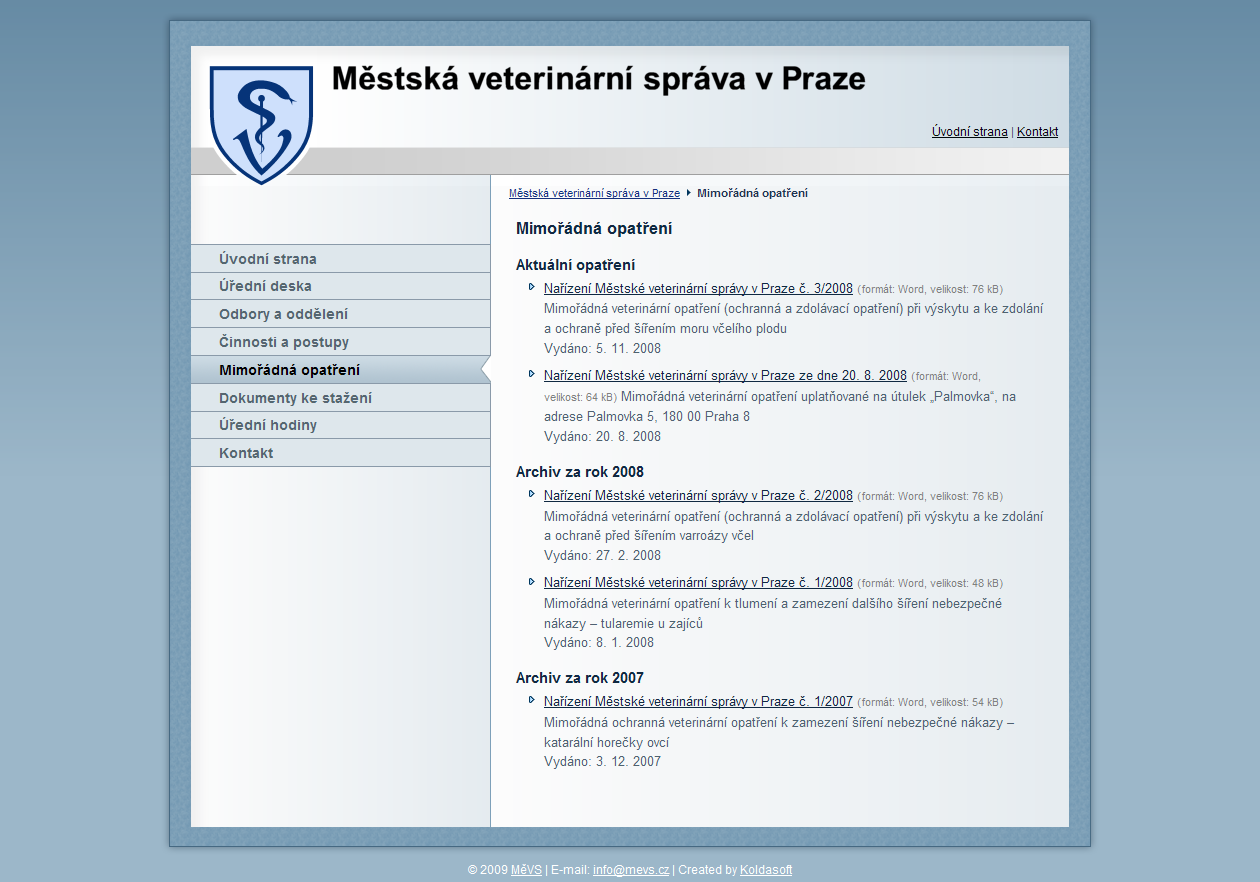 Městská veterinární správa v Praze
Úvodní strana | Kontakt
Městská veterinární správa v Praze Mimořádná opatření
Úvodní strana
Úřední deska
Odbory a oddělení
Činnosti a postupy
Mimořádná opatření
Dokumenty ke stažení
Úřední hodiny
Kontakt
Mimořádná opatření
Aktuální opatření
Nařízení Městské veterinární správy v Praze č. 3/2008 (formát: Word, velikost: 76 kB)
Mimořádná veterinární opatření (ochranná a zdolávací opatření) při výskytu a ke zdolání
a ochraně před šířením moru včelího plodu
Vydáno: 5. 11. 2008
Nařízení Městské veterinární správy v Praze ze dne 20. 8. 2008 (formát: Word,
velikost: 64 kB) Mimořádná veterinární opatření uplatňované na útulek „Palmovka“, na
adrese Palmovka 5, 180 00 Praha 8
Vydáno: 20. 8. 2008
Archiv za rok 2008
Nařízení Městské veterinární správy v Praze č. 2/2008 (formát: Word, velikost: 76 kB)
Mimořádná veterinární opatření (ochranná a zdolávací opatření) při výskytu a ke zdolání
a ochraně před šířením varroázy včel
Vydáno: 27. 2. 2008
Nařízení Městské veterinární správy v Praze č. 1/2008 (formát: Word, velikost: 48 kB)
Mimořádná veterinární opatření k tlumení a zamezení dalšího šíření nebezpečné
nákazy – tularemie u zajíců
Vydáno: 8. 1. 2008
Archiv za rok 2007
Nařízení Městské veterinární správy v Praze č. 1/2007 (formát: Word, velikost: 54 kB)
Mimořádná ochranná veterinární opatření k zamezení šíření nebezpečné nákazy –
katarální horečky ovcí
Vydáno: 3. 12. 2007
© 2009 MěVS | E-mail: info@mevs.cz | Created by Koldasoft